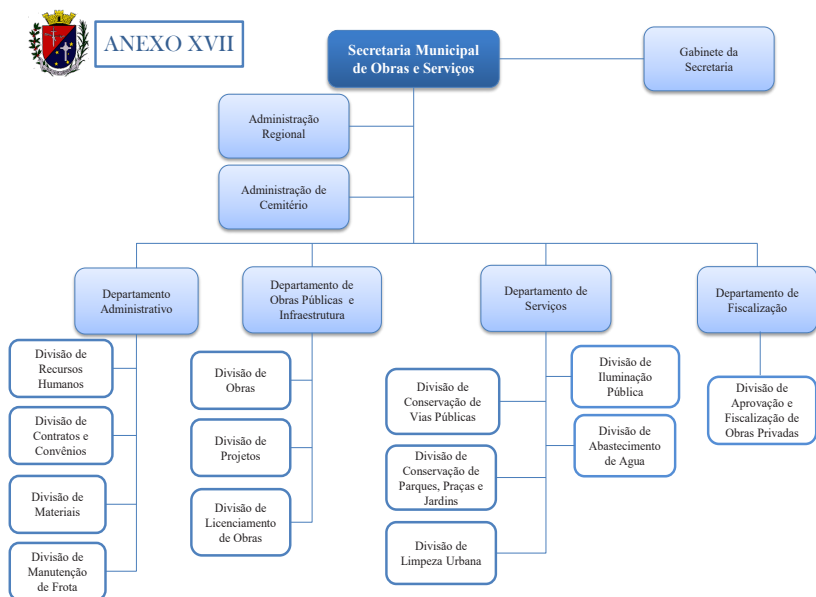 ANEXO XVII
Secretaria Municipal
de Obras e Serviços
Gabinete da
Secretaria
Administração
Regional
Administração de
Cemitério
Departamento
Administrativo
Departamento de
Obras Públicas e
Infraestrutura
Departamento de
Serviços
Departamento de
Fiscalização
Divisão de
Recursos
Humanos
Divisão de
Contratos e
Convênios
Divisão de
Materiais
Divisão de
Manutenção
de Frota
Divisão de
Obras
Divisão de
Projetos
Divisão de
Licenciamento
de Obras
Divisão de
Conservação de
Vias Públicas
Divisão de
Conservação de
Parques, Praças e
Jardins
Divisão de
Limpeza Urbana
Divisão de
Iluminação
Pública
Divisão de
Abastecimento
de Agua
Divisão de
Aprovação e
Fiscalização de
Obras Privadas